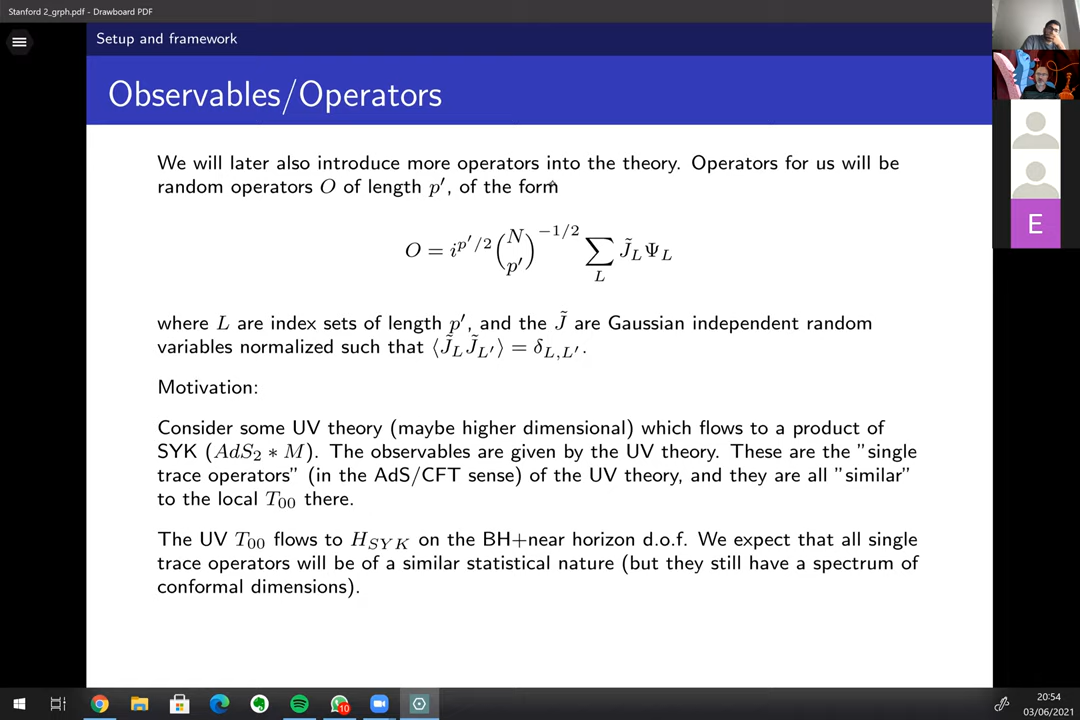 Stanford 2_grph.pdf - Drawboard PDF
Setup and framework
Observables/Operators
We will later also introduce more operators into the theory. Operators for us will be
random operators O of length p′, of the form
O = i^{p′/2} \binom{N}{p′}^{-1/2} \sum_L \tilde{J}_L Ψ_L
where L are index sets of length p′, and the \tilde{J} are Gaussian independent random
variables normalized such that ⟨\tilde{J}_L \tilde{J}_{L′}⟩ = δ_{L,L′}.
Motivation:
Consider some UV theory (maybe higher dimensional) which flows to a product of
SYK (AdS_2 * M). The observables are given by the UV theory. These are the ”single
trace operators” (in the AdS/CFT sense) of the UV theory, and they are all ”similar”
to the local T_{00} there.
The UV T_{00} flows to H_{SYK} on the BH+near horizon d.o.f. We expect that all single
trace operators will be of a similar statistical nature (but they still have a spectrum of
conformal dimensions).
E
10
20:54
03/06/2021